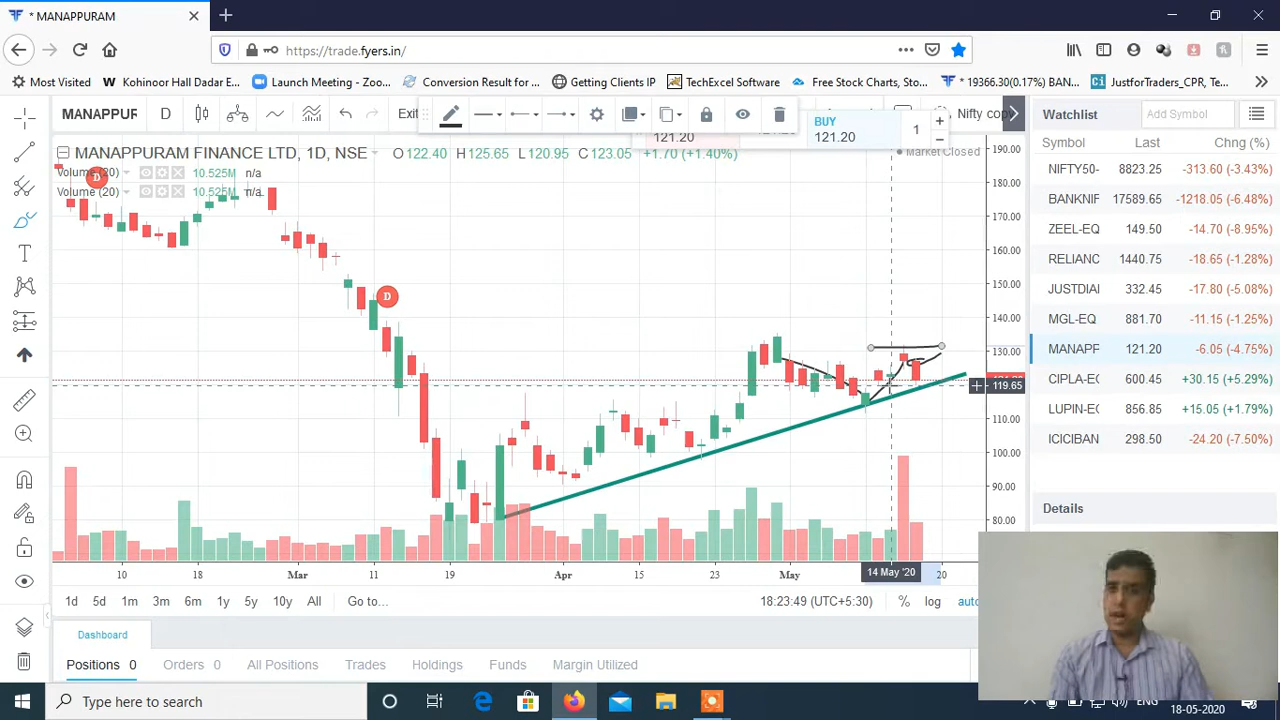 * MANAPPURAM
https://trade.fyers.in/
Most Visited
W Kohinoor Hall Dadar E...
Launch Meeting - Zoo...
Conversion Result for ...
Getting Clients IP
TechExcel Software
Free Stock Charts, Sto...
* 19366.30(0.17%) BAN...
JustforTraders_CPR, Te...
MANAPPUR
D
Exit
BUY
121.20
1
Nifty cop
121.20
MANAPPURAM FINANCE LTD, 1D, NSE
O122.40 H125.65 L120.95 C123.05 +1.70 (+1.40%)
Market Closed
Volume (20) 10.525M n/a
Volume (20) 10.525M n/a
D
D
190.00
180.00
170.00
160.00
150.00
140.00
130.00
119.65
110.00
100.00
90.00
80.00
10 18 Mar 11 19 Apr 15 23 May 14 May '20 20
1d 5d 1m 3m 6m 1y 5y 10y All Go to...
18:23:49 (UTC+5:30) % log auto
Dashboard
Positions 0 Orders 0 All Positions Trades Holdings Funds Margin Utilized
Watchlist
Add Symbol
Symbol Last Chng (%)
NIFTY50- 8823.25 -313.60 (-3.43%)
BANKNIF 17589.65 -1218.05 (-6.48%)
ZEEL-EQ 149.50 -14.70 (-8.95%)
RELIANC 1440.75 -18.65 (-1.28%)
JUSTDIAI 332.45 -17.80 (-5.08%)
MGL-EQ 881.70 -11.15 (-1.25%)
MANAPF 121.20 -6.05 (-4.75%)
CIPLA-E( 600.45 +30.15 (+5.29%)
LUPIN-E( 856.85 +15.05 (+1.79%)
ICICIBAN 298.50 -24.20 (-7.50%)
Details
Type here to search
18-05-2020